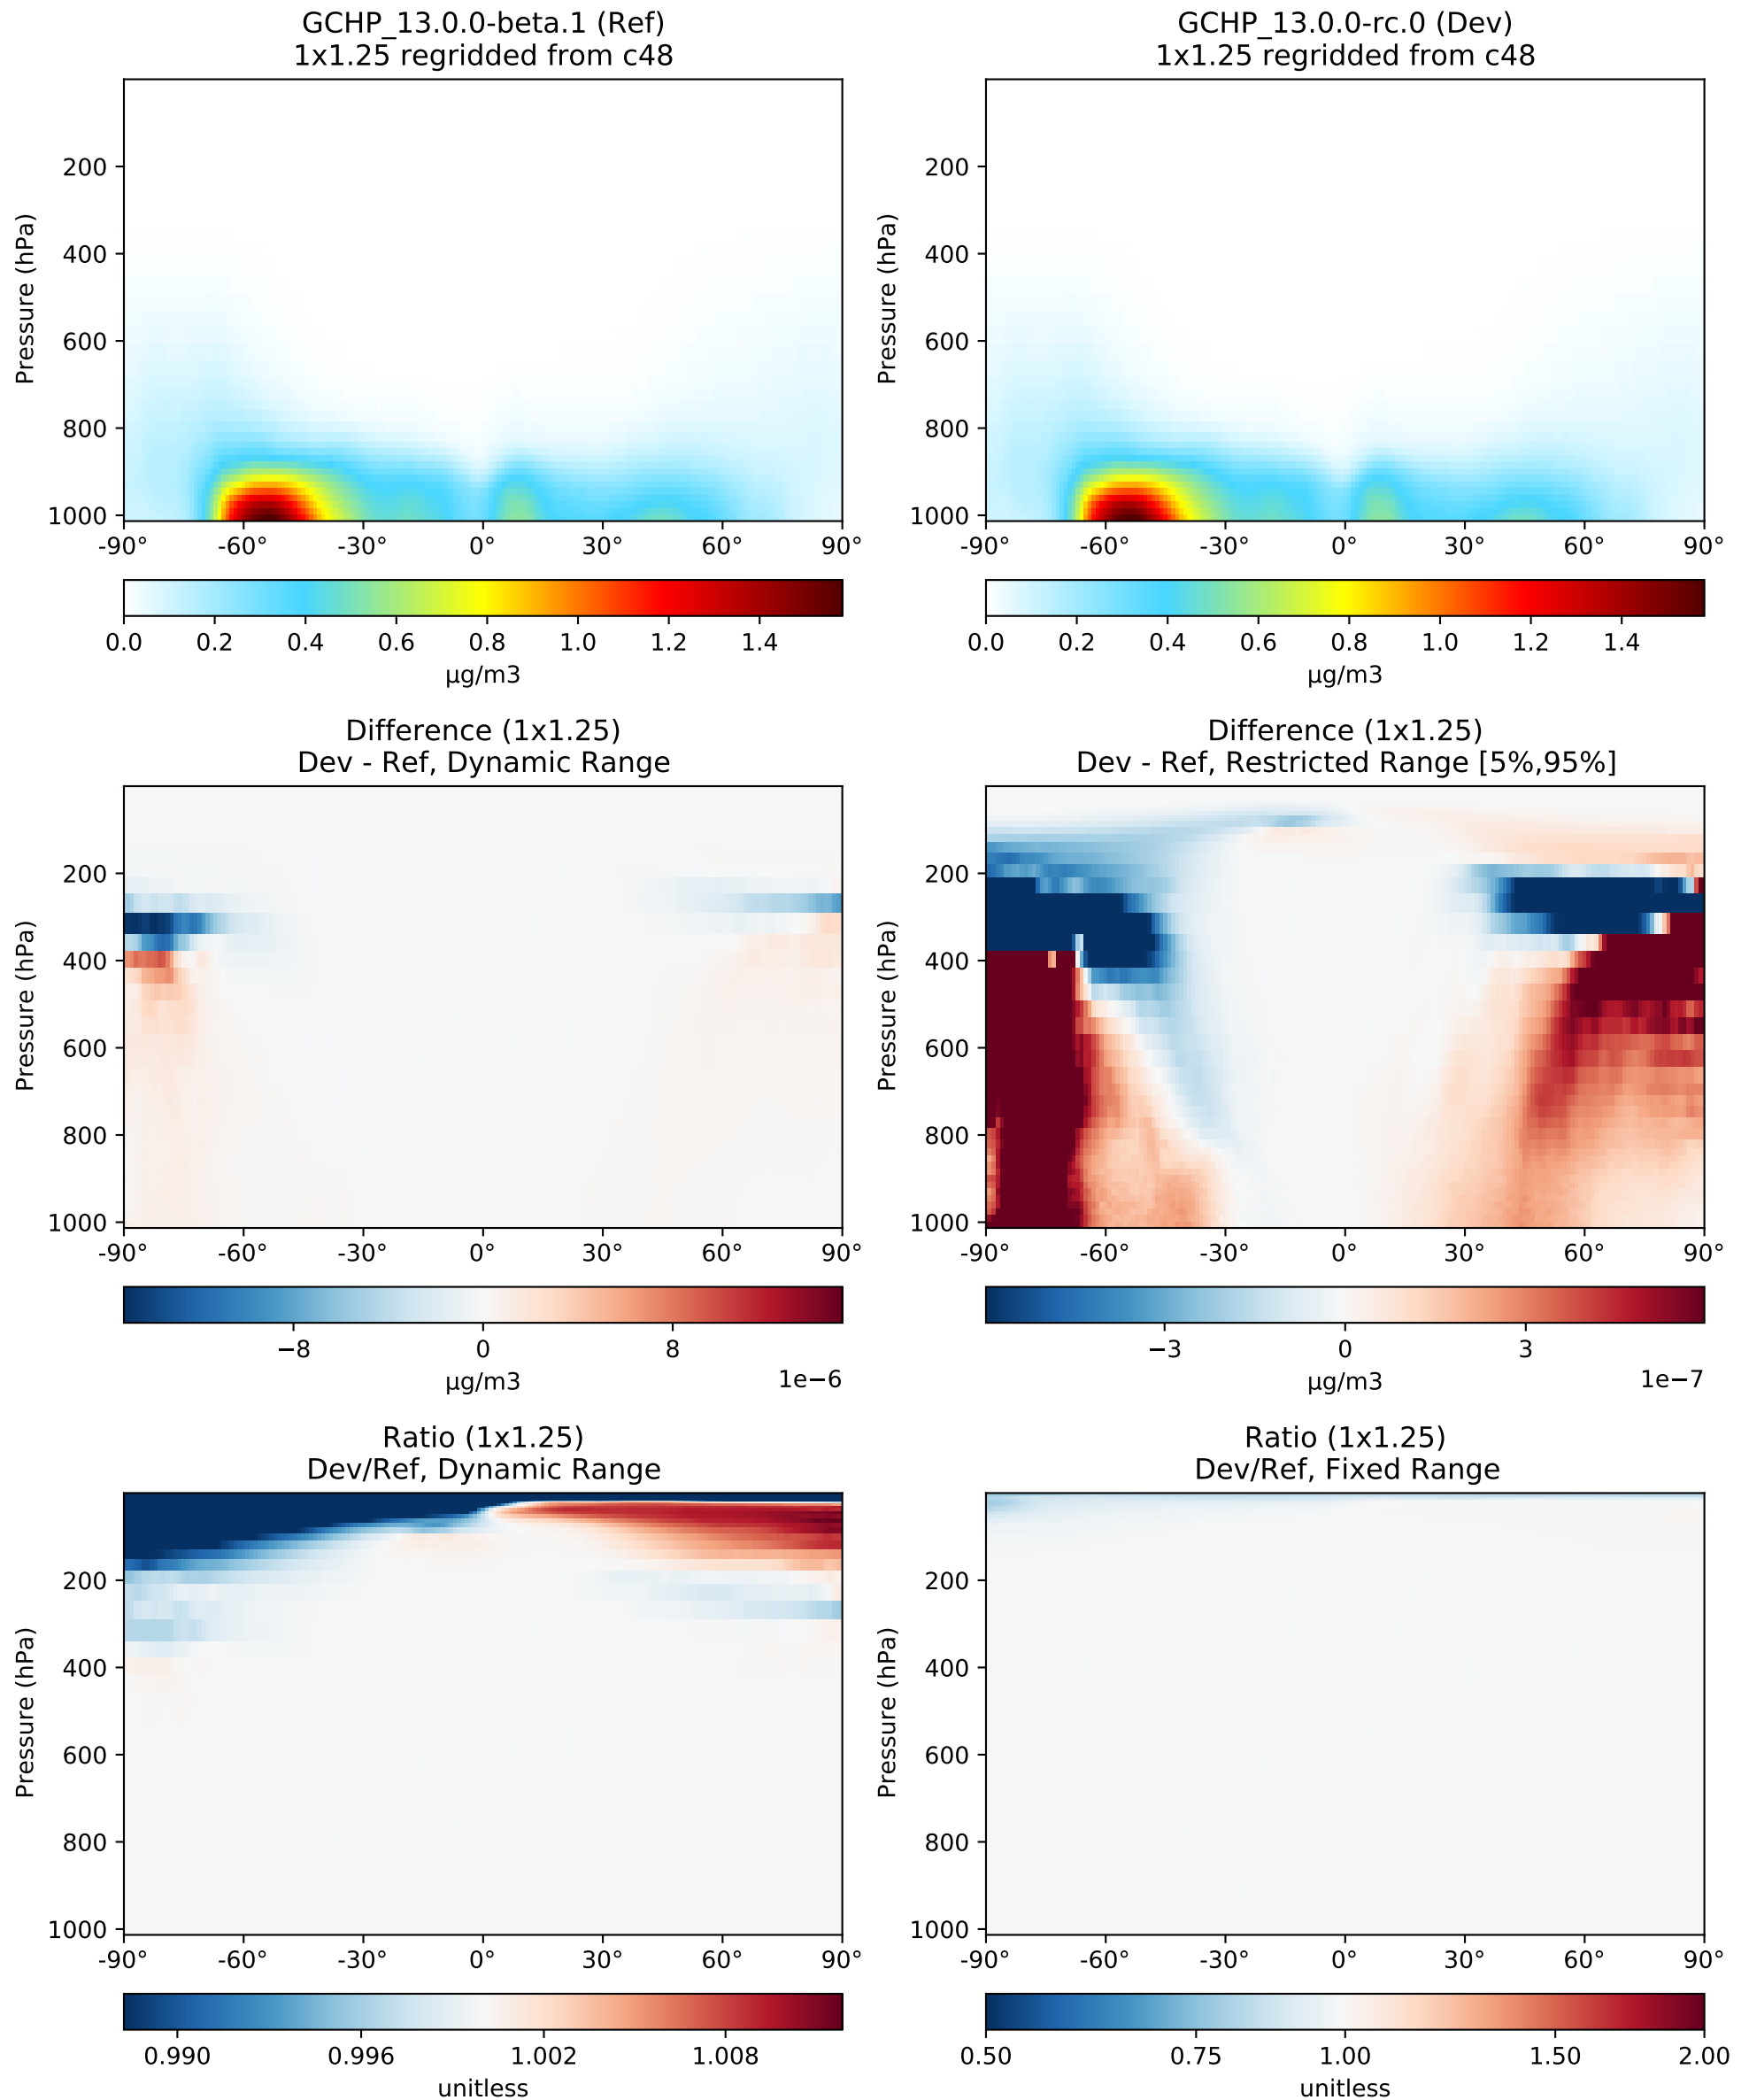 GCHP_13.0.0-beta.1 (Ref)
1x1.25 regridded from c48
Pressure (hPa)
200
400
600
800
1000
-90° -60° -30° 0° 30° 60° 90°
0.0 0.2 0.4 0.6 0.8 1.0 1.2 1.4
µg/m3
GCHP_13.0.0-rc.0 (Dev)
1x1.25 regridded from c48
Pressure (hPa)
200
400
600
800
1000
-90° -60° -30° 0° 30° 60° 90°
0.0 0.2 0.4 0.6 0.8 1.0 1.2 1.4
µg/m3
Difference (1x1.25)
Dev - Ref, Dynamic Range
Pressure (hPa)
200
400
600
800
1000
-90° -60° -30° 0° 30° 60° 90°
−8 0 8
µg/m3 1e−6
Difference (1x1.25)
Dev - Ref, Restricted Range [5%,95%]
Pressure (hPa)
200
400
600
800
1000
-90° -60° -30° 0° 30° 60° 90°
−3 0 3
µg/m3 1e−7
Ratio (1x1.25)
Dev/Ref, Dynamic Range
Pressure (hPa)
200
400
600
800
1000
-90° -60° -30° 0° 30° 60° 90°
0.990 0.996 1.002 1.008
unitless
Ratio (1x1.25)
Dev/Ref, Fixed Range
Pressure (hPa)
200
400
600
800
1000
-90° -60° -30° 0° 30° 60° 90°
0.50 0.75 1.00 1.50 2.00
unitless